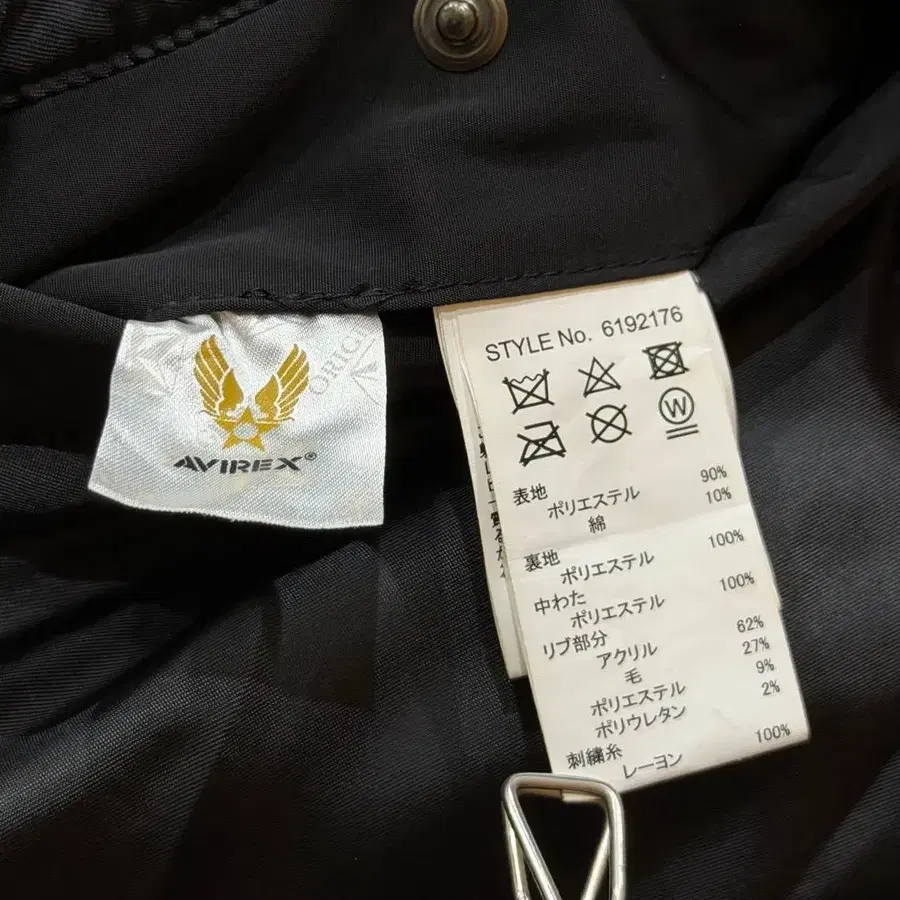 ORIG
AVIREX®
STYLE No. 6192176
W
表地
ポリエステル 90%
綿 10%
裏地
ポリエステル 100%
中わた
ポリエステル 100%
リブ部分
アクリル 62%
毛 27%
ポリエステル 9%
ポリウレタン 2%
刺繍糸
レーヨン 100%